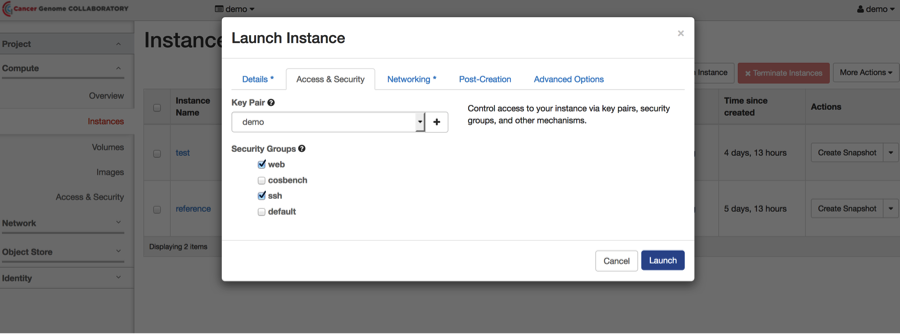 Cancer Genome COLLABORATORY
demo
demo
Project
Compute
Overview
Instances
Volumes
Images
Access & Security
Network
Object Store
Identity
Launch Instance
×
Details *
Access & Security
Networking *
Post-Creation
Advanced Options
Key Pair
demo
+
Control access to your instance via key pairs, security
groups, and other mechanisms.
Security Groups
web
cosbench
ssh
default
Cancel
Launch
Instance
Terminate Instances
More Actions
Instance
Name
Time since
created
Actions
test
4 days, 13 hours
Create Snapshot
reference
5 days, 13 hours
Create Snapshot
Displaying 2 items